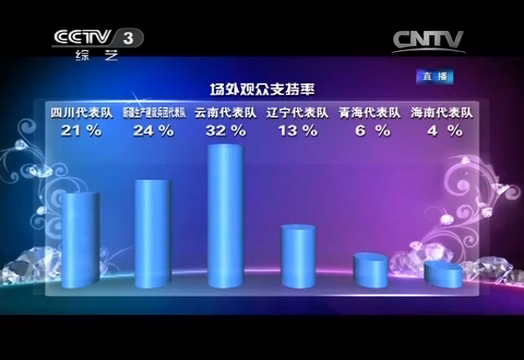 CCTV 3
综艺
CNTV
直播
场外观众支持率
四川代表队 新疆生产建设兵团代表队 云南代表队 辽宁代表队 青海代表队 海南代表队
21 % 24 % 32 % 13 % 6 % 4 %